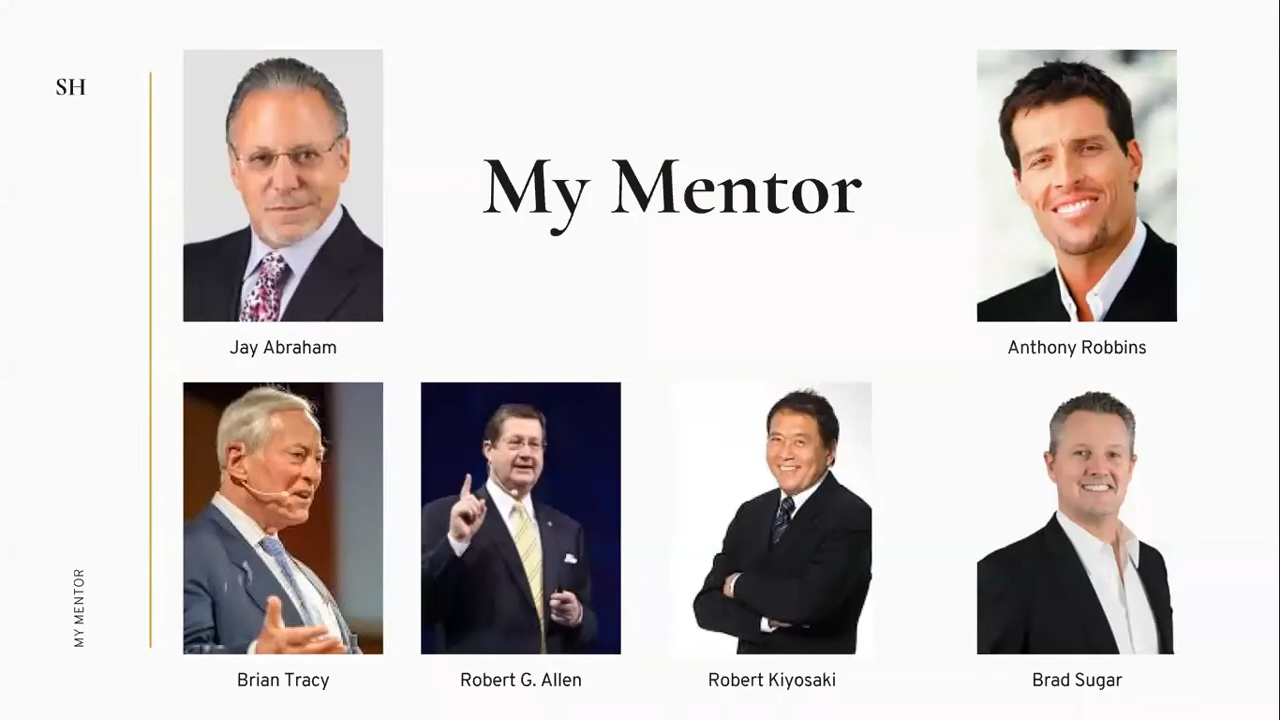 SH
My Mentor
Jay Abraham
Anthony Robbins
MY MENTOR
Brian Tracy
Robert G. Allen
Robert Kiyosaki
Brad Sugar